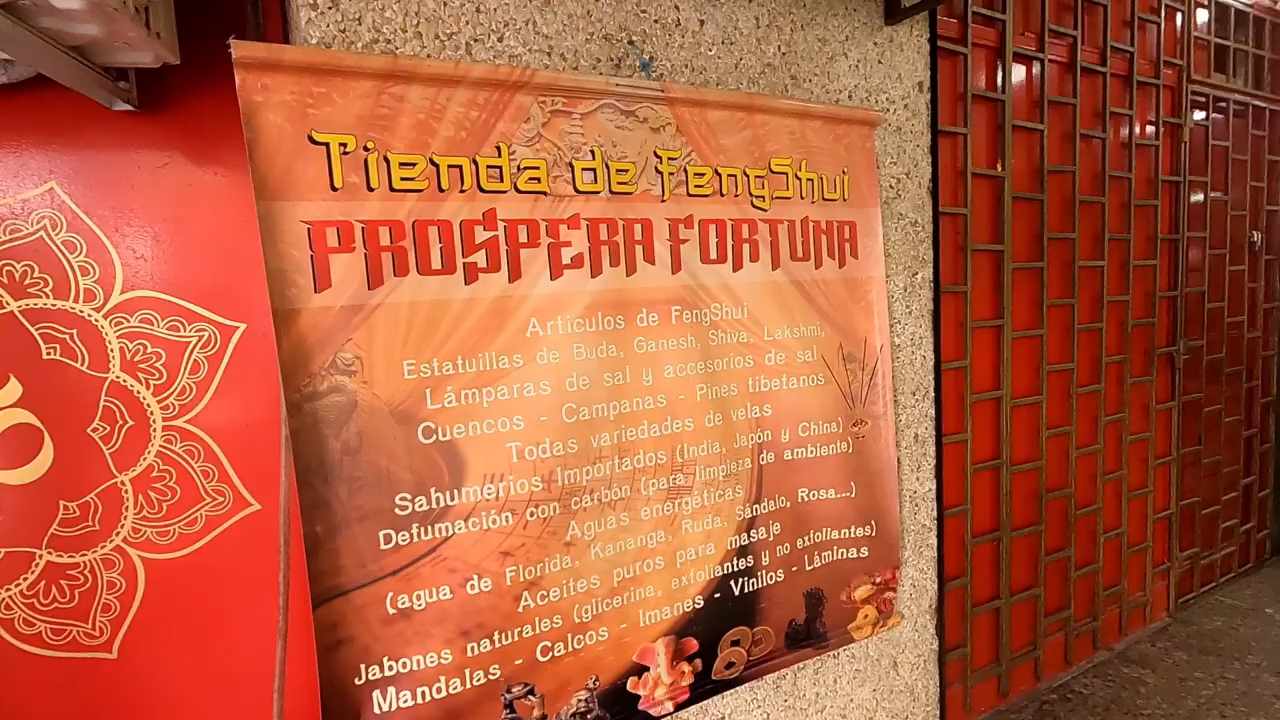 Tienda de FengShui
PROSPERA FORTUNA
Artículos de FengShui
Estatuillas de Buda, Ganesh, Shiva, Lakshmi,
Lámparas de sal y accesorios de sal
Cuencos - Campanas - Pines tibetanos
Todas variedades de velas
Sahumerios Importados (India, Japón y China)
Defumación con carbón (para limpieza de ambiente)
Aguas energéticas
(agua de Florida, Kananga, Ruda, Sándalo, Rosa...)
Aceites puros para masaje
Jabones naturales (glicerina, exfoliantes y no exfoliantes)
Mandalas - Calcos - Imanes - Vinilos - Láminas